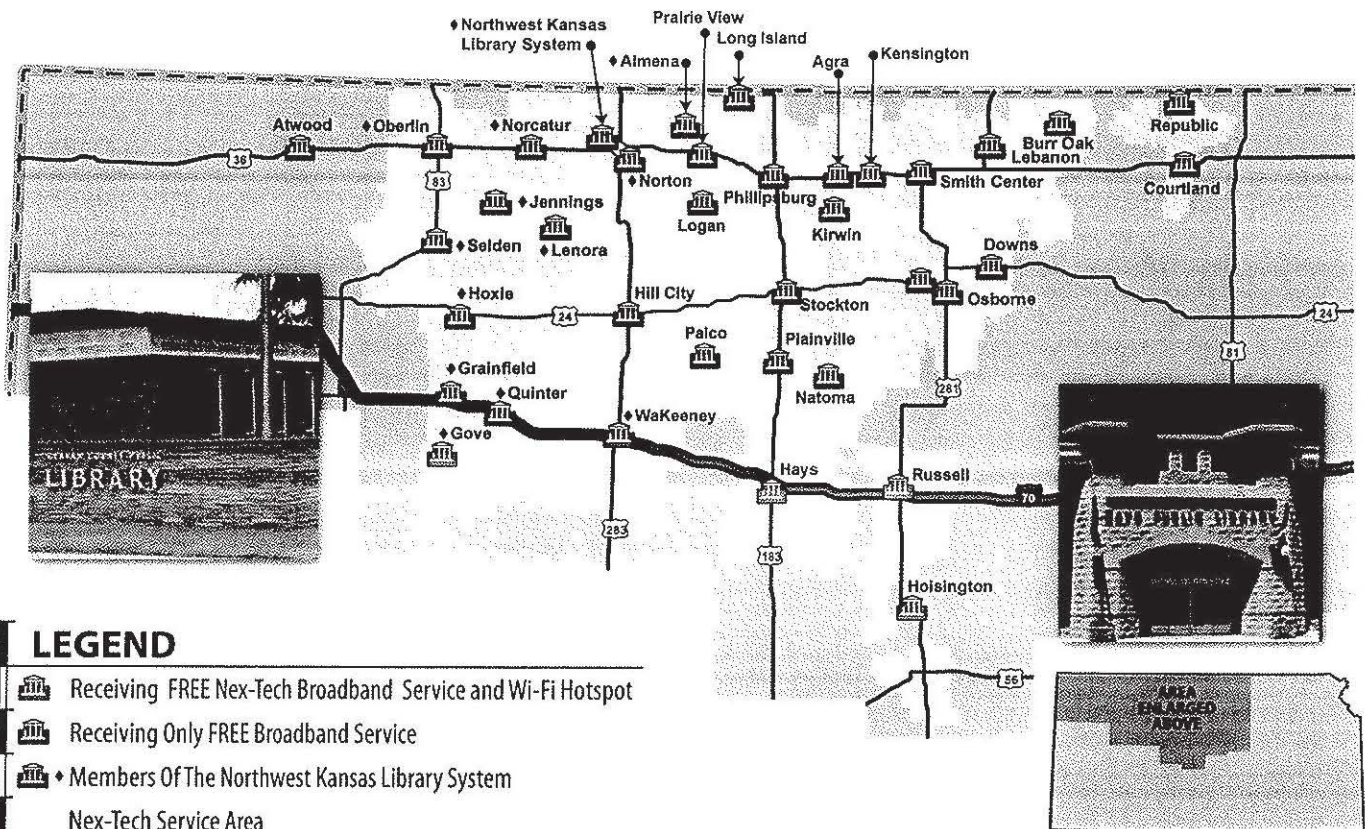 ♦ Northwest Kansas
Library System
Prairie View
Long Island
♦ Almena
Agra
Kensington
Atwood
♦ Oberlin
♦ Norcatur
Republic
Burr Oak
Lebanon
36
83
♦ Norton
Phillipsburg
Smith Center
Courtland
♦ Jennings
Logan
Kirwin
♦ Selden
♦ Lenora
Downs
♦ Hoxie
Hill City
Stockton
Osborne
24
24
Palco
Plainville
81
♦ Grainfield
Natoma
281
♦ Quinter
♦ WaKeeney
♦ Gove
LIBRARY
Hays
Russell
70
283
183
Hoisington
56
LEGEND
Receiving FREE Nex-Tech Broadband Service and Wi-Fi Hotspot
Receiving Only FREE Broadband Service
♦ Members Of The Northwest Kansas Library System
Nex-Tech Service Area
AREA
ENLARGED
ABOVE